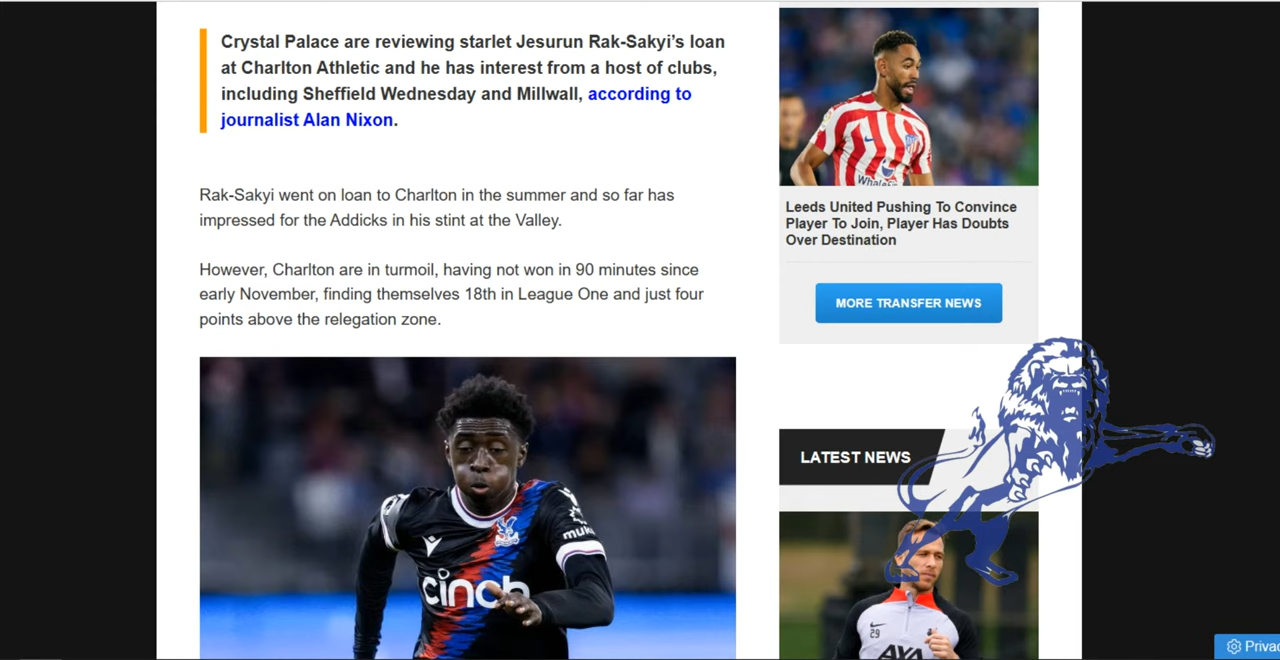 Crystal Palace are reviewing starlet Jesurun Rak-Sakyi’s loan
at Charlton Athletic and he has interest from a host of clubs,
including Sheffield Wednesday and Millwall, according to
journalist Alan Nixon.
Rak-Sakyi went on loan to Charlton in the summer and so far has
impressed for the Addicks in his stint at the Valley.
However, Charlton are in turmoil, having not won in 90 minutes since
early November, finding themselves 18th in League One and just four
points above the relegation zone.
cinch
Whale
Leeds United Pushing To Convince
Player To Join, Player Has Doubts
Over Destination
MORE TRANSFER NEWS
LATEST NEWS
29
AXA
Privac